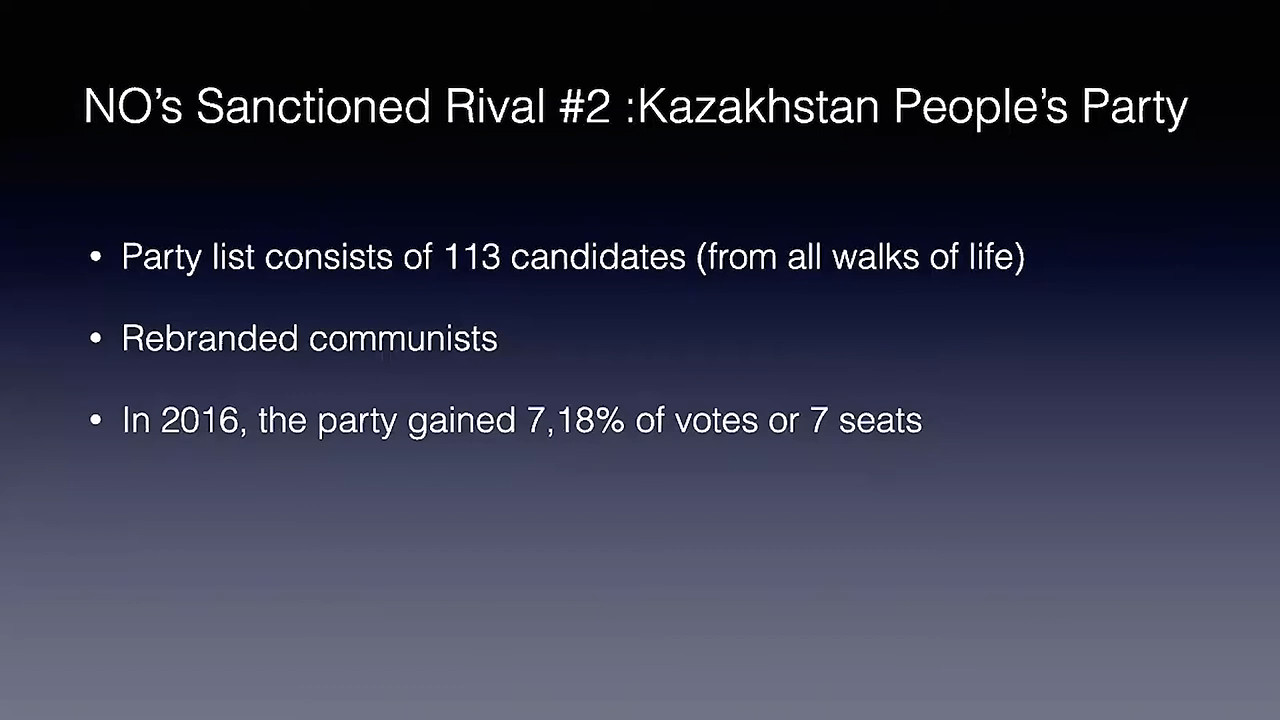 NO’s Sanctioned Rival #2 :Kazakhstan People’s Party
• Party list consists of 113 candidates (from all walks of life)
• Rebranded communists
• In 2016, the party gained 7,18% of votes or 7 seats